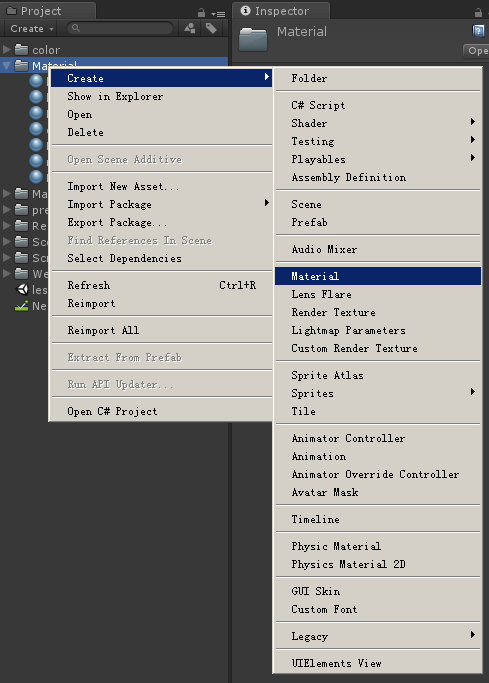 Project
Create
color
Material
Ma
pre
Re
Sce
Scr
We
les
Ne
Create
Show in Explorer
Open
Delete
Open Scene Additive
Import New Asset...
Import Package
Export Package...
Find References In Scene
Select Dependencies
Refresh Ctrl+R
Reimport
Reimport All
Extract From Prefab
Run API Updater...
Open C# Project
Inspector
Material
Ope
Folder
C# Script
Shader
Testing
Playables
Assembly Definition
Scene
Prefab
Audio Mixer
Material
Lens Flare
Render Texture
Lightmap Parameters
Custom Render Texture
Sprite Atlas
Sprites
Tile
Animator Controller
Animation
Animator Override Controller
Avatar Mask
Timeline
Physic Material
Physics Material 2D
GUI Skin
Custom Font
Legacy
UIElements View